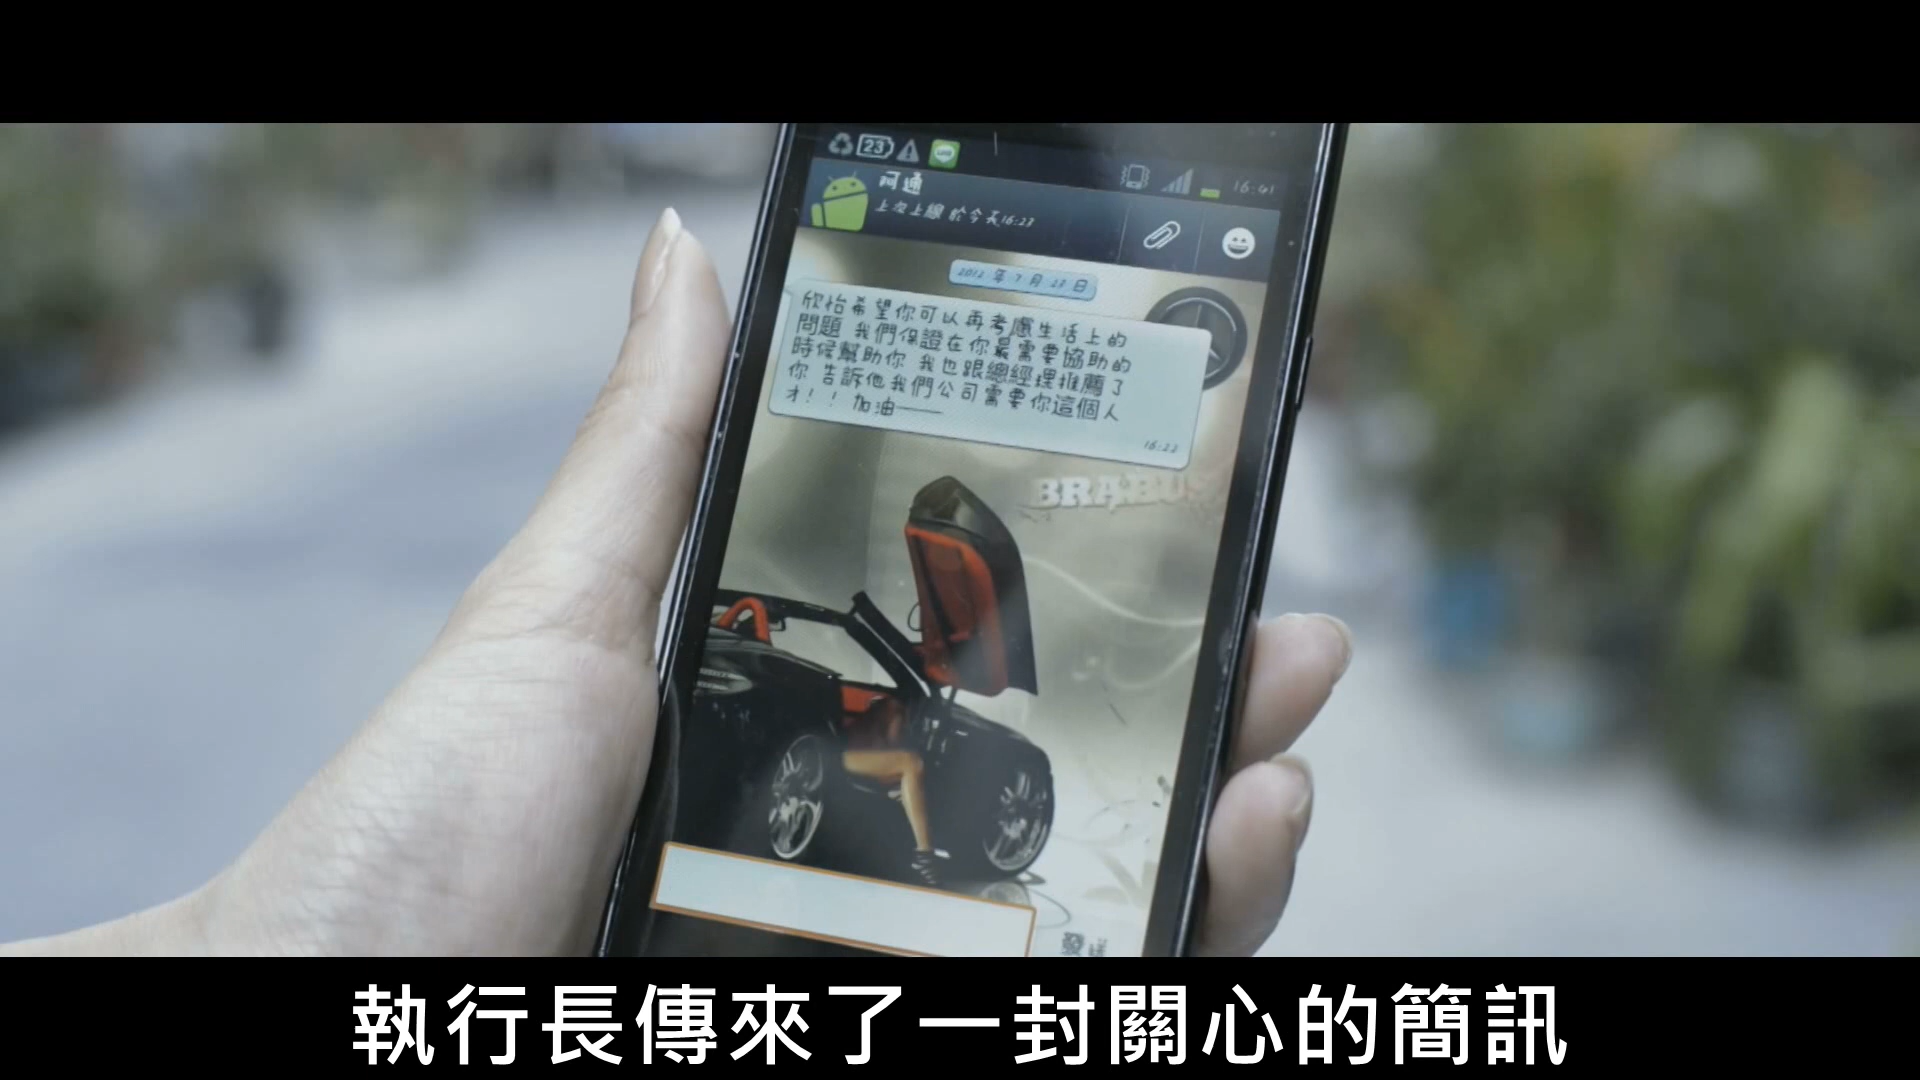 23
16:41
阿通
上次上線 於今天16:23
2012 年 7 月 23 日
欣怡希望你可以再考慮生活上的
問題 我們保證在你最需要協助的
時候幫助你 我也跟總經理推薦了
你 告訴他我們公司需要你這個人
才!! 加油——
16:22
BRABUS
發送
執行長傳來了一封關心的簡訊